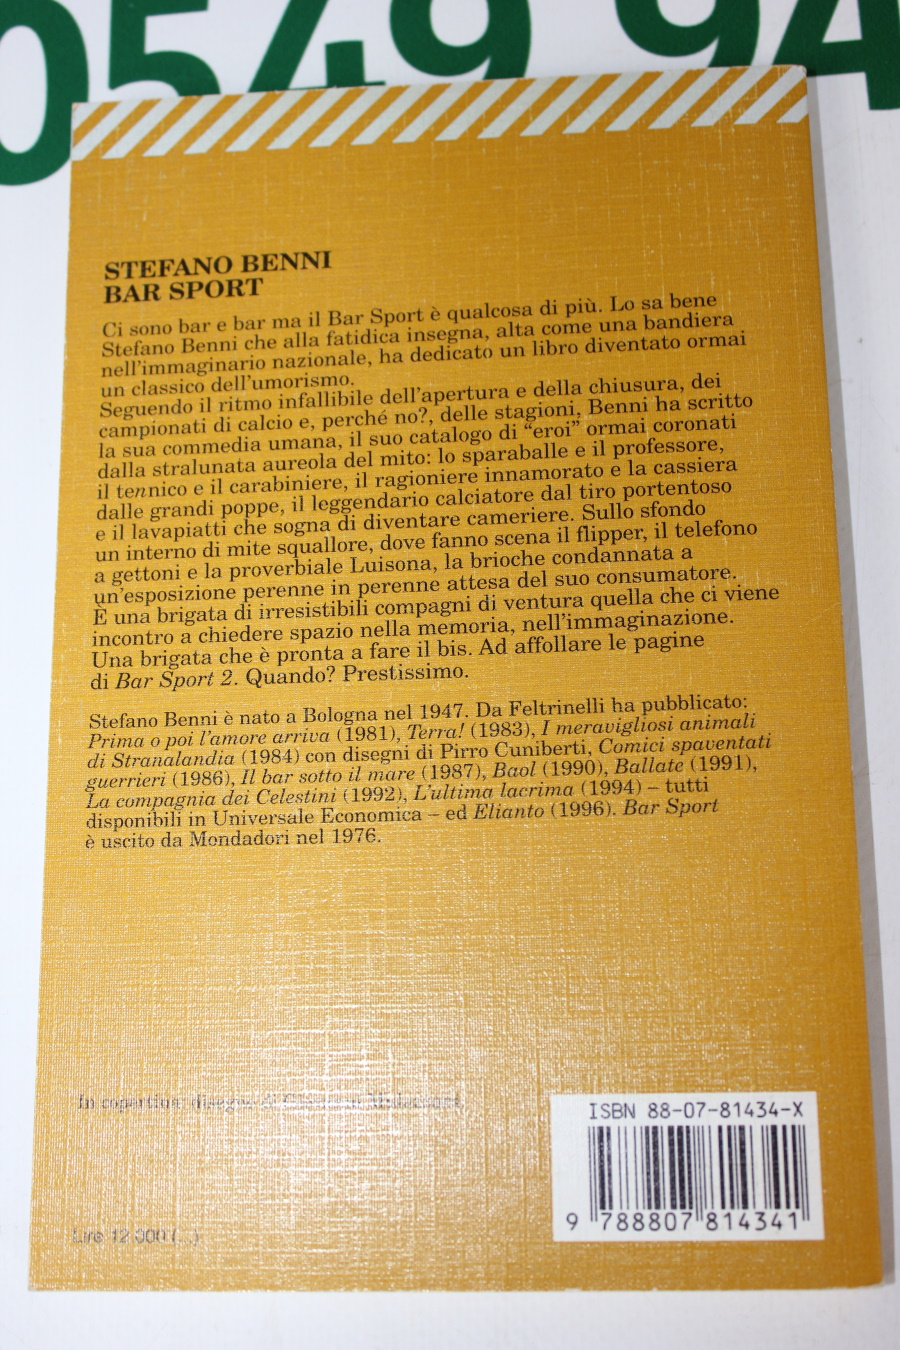 0549 94
STEFANO BENNI
BAR SPORT
Ci sono bar e bar ma il Bar Sport è qualcosa di più. Lo sa bene
Stefano Benni che alla fatidica insegna, alta come una bandiera
nell'immaginario nazionale, ha dedicato un libro diventato ormai
un classico dell'umorismo.
Seguendo il ritmo infallibile dell'apertura e della chiusura, dei
campionati di calcio e, perché no?, delle stagioni, Benni ha scritto
la sua commedia umana, il suo catalogo di “eroi” ormai coronati
dalla stralunata aureola del mito: lo sparaballe e il professore,
il tennico e il carabiniere, il ragioniere innamorato e la cassiera
dalle grandi poppe, il leggendario calciatore dal tiro portentoso
e il lavapiatti che sogna di diventare cameriere. Sullo sfondo
un interno di mite squallore, dove fanno scena il flipper, il telefono
a gettoni e la proverbiale Luisona, la brioche condannata a
un'esposizione perenne in perenne attesa del suo consumatore.
È una brigata di irresistibili compagni di ventura quella che ci viene
incontro a chiedere spazio nella memoria, nell'immaginazione.
Una brigata che è pronta a fare il bis. Ad affollare le pagine
di Bar Sport 2. Quando? Prestissimo.
Stefano Benni è nato a Bologna nel 1947. Da Feltrinelli ha pubblicato:
Prima o poi l'amore arriva (1981), Terra! (1983), I meravigliosi animali
di Stranalandia (1984) con disegni di Pirro Cuniberti, Comici spaventati
guerrieri (1986), Il bar sotto il mare (1987), Baol (1990), Ballate (1991),
La compagnia dei Celestini (1992), L'ultima lacrima (1994) – tutti
disponibili in Universale Economica – ed Elianto (1996). Bar Sport
è uscito da Mondadori nel 1976.
In copertina: disegno di
Lire 12 000 (...)
ISBN 88-07-81434-X
9 788807 814341